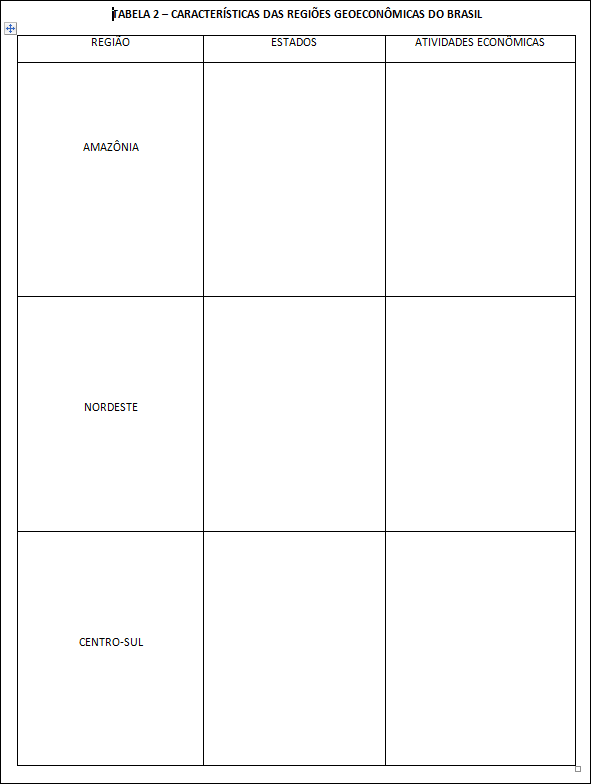 TABELA 2 – CARACTERÍSTICAS DAS REGIÕES GEOECONÔMICAS DO BRASIL
REGIÃO ESTADOS ATIVIDADES ECONÔMICAS
AMAZÔNIA
NORDESTE
CENTRO-SUL